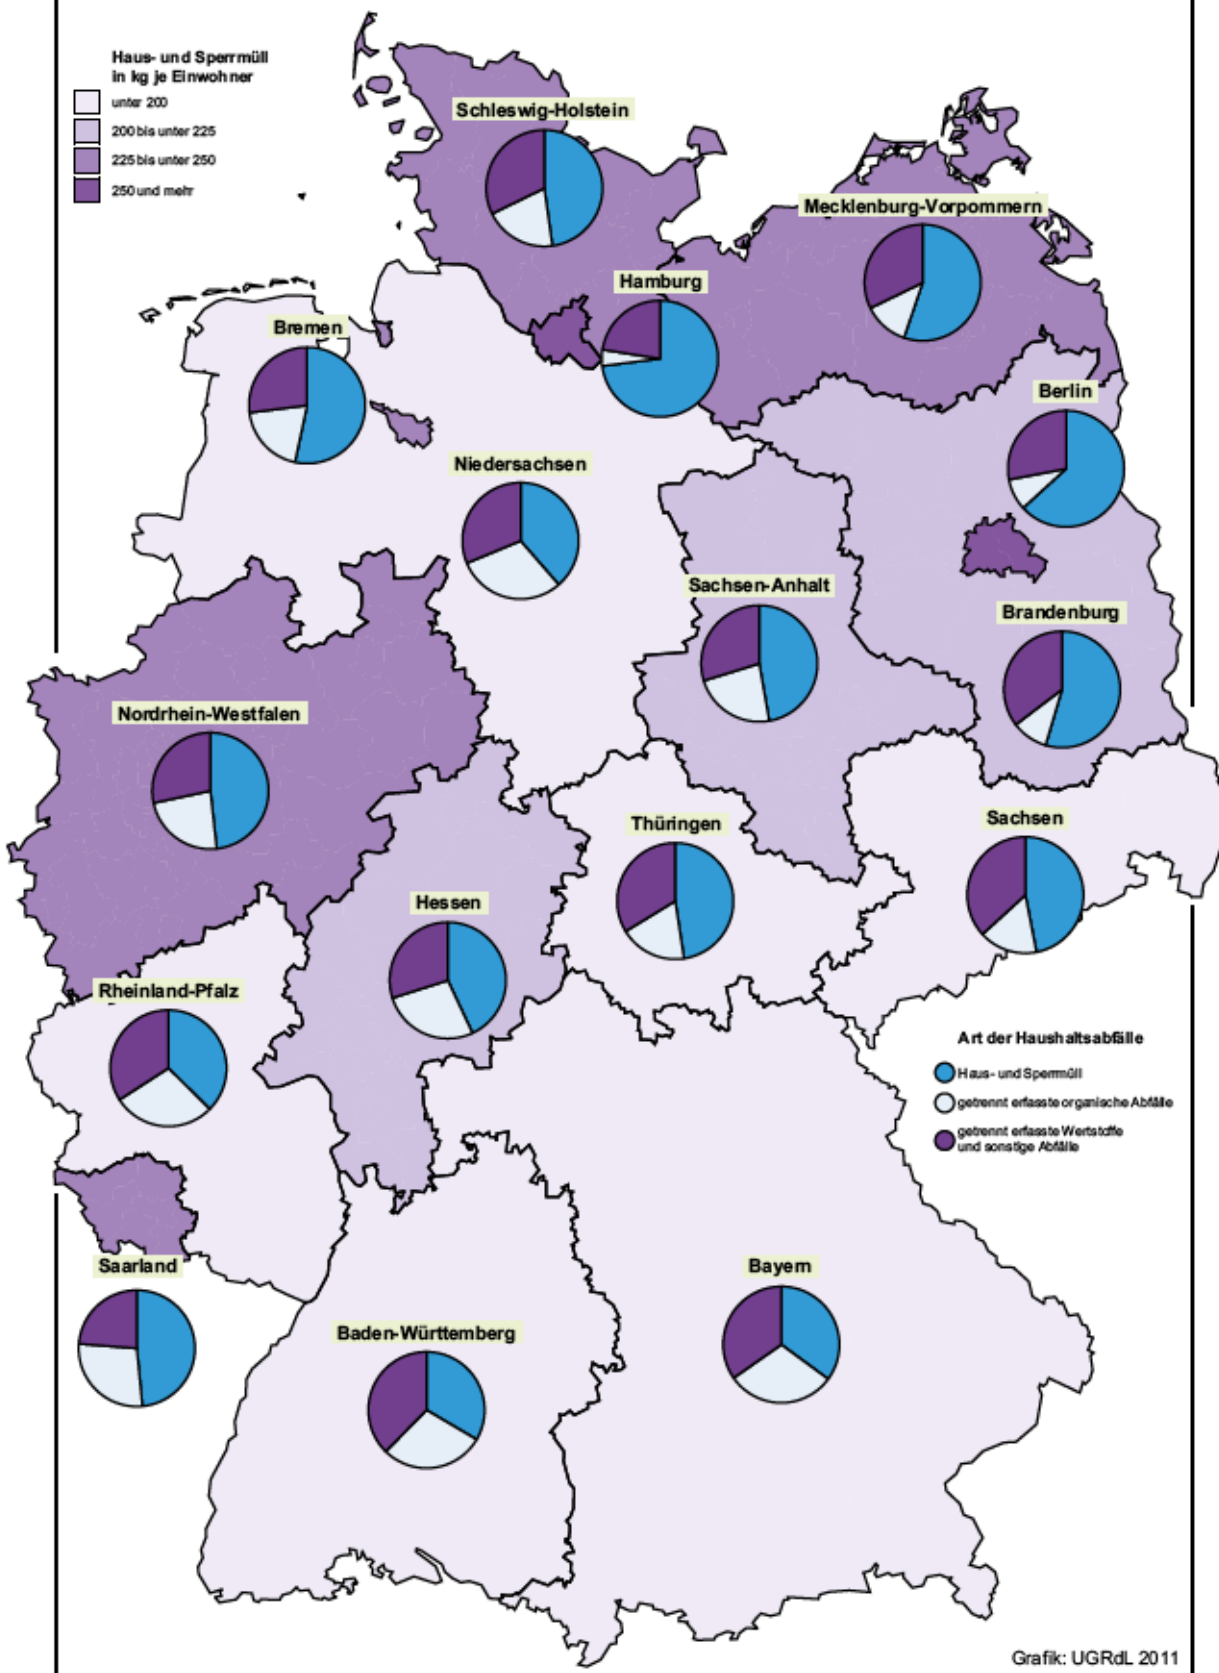 Haus- und Sperrmüll
in kg je Einwohner
unter 200
200 bis unter 225
225 bis unter 250
250 und mehr
Schleswig-Holstein
Mecklenburg-Vorpommern
Hamburg
Bremen
Berlin
Niedersachsen
Sachsen-Anhalt
Brandenburg
Nordrhein-Westfalen
Thüringen
Sachsen
Hessen
Rheinland-Pfalz
Art der Haushaltsabfälle
Haus- und Sperrmüll
getrennt erfasste organische Abfälle
getrennt erfasste Wertstoffe
und sonstige Abfälle
Saarland
Bayern
Baden-Württemberg
Grafik: UGRdL 2011